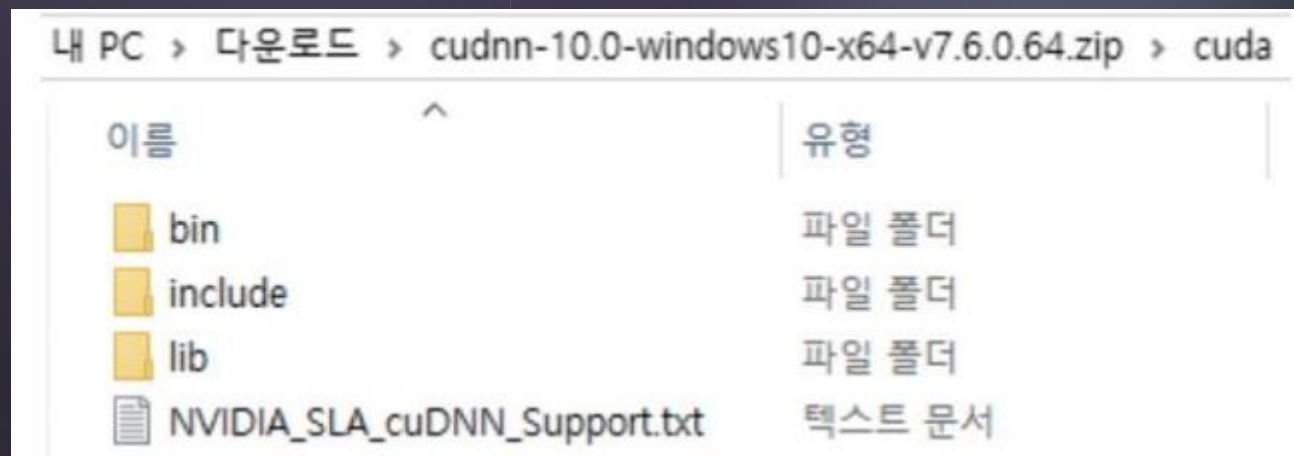 내 PC > 다운로드 > cudnn-10.0-windows10-x64-v7.6.0.64.zip > cuda
이름 유형
bin 파일 폴더
include 파일 폴더
lib 파일 폴더
NVIDIA_SLA_cuDNN_Support.txt 텍스트 문서